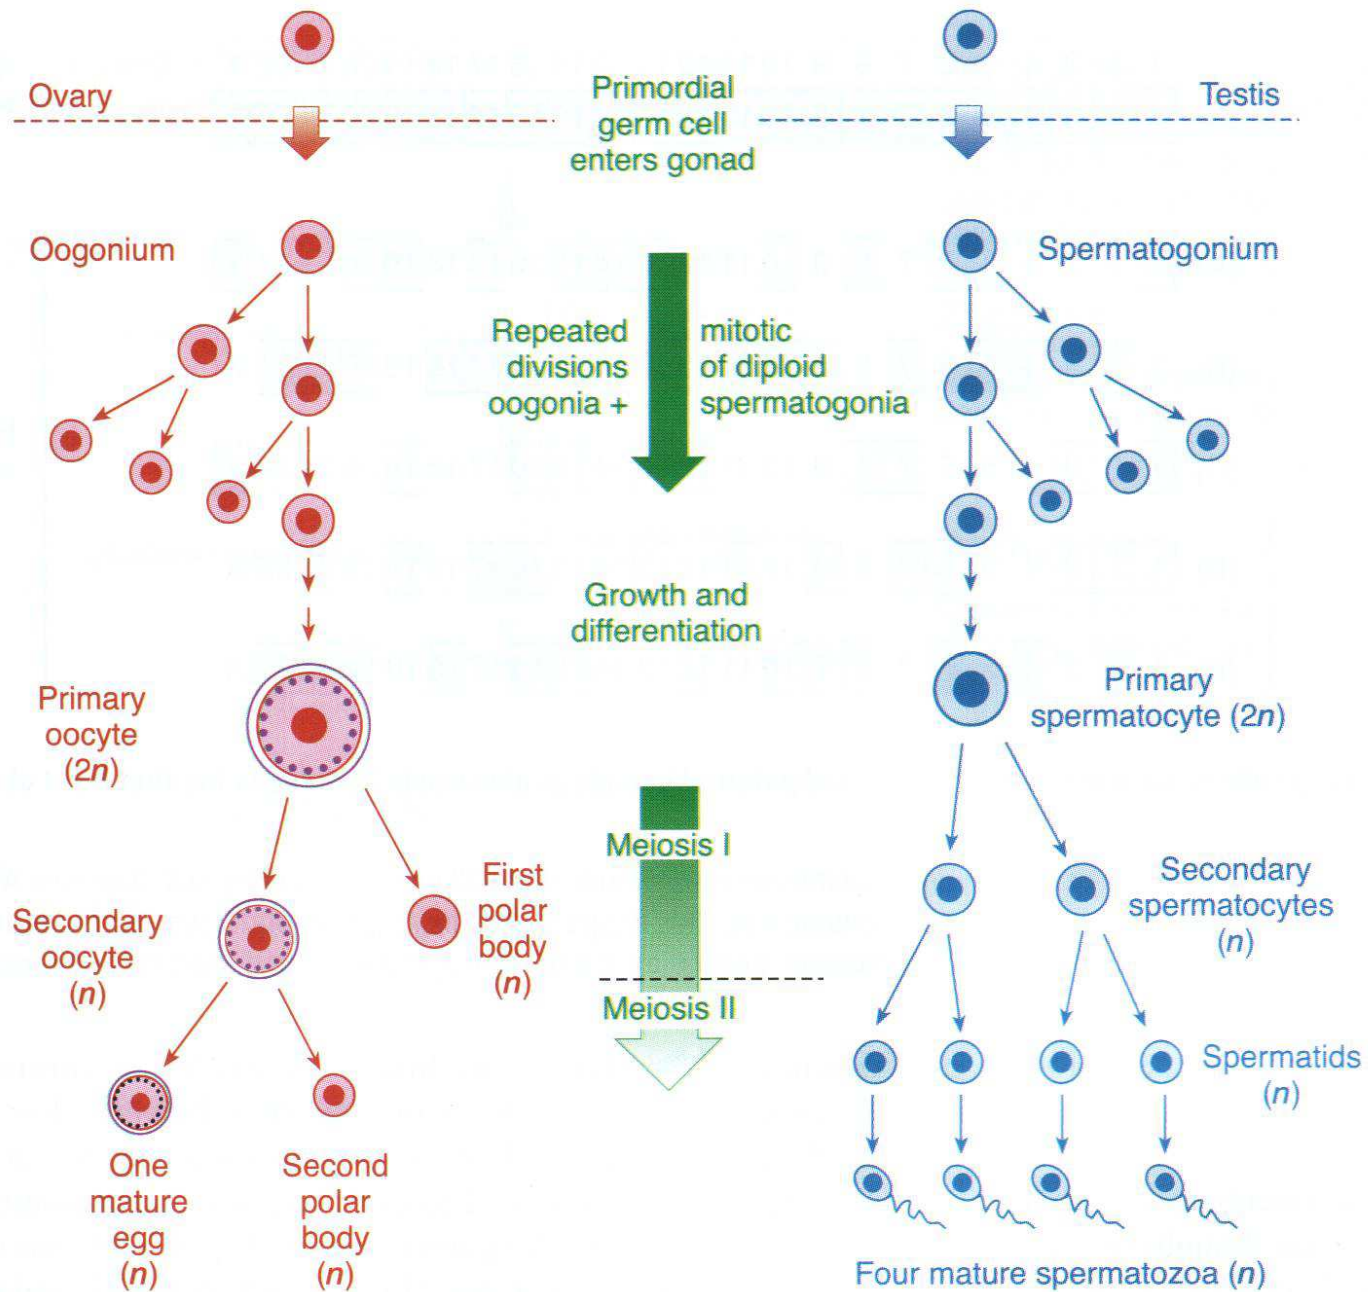 Ovary
Primordial
germ cell
enters gonad
Testis
Oogonium
Spermatogonium
Repeated mitotic
divisions of diploid
oogonia + spermatogonia
Growth and
differentiation
Primary
oocyte
(2n)
Primary
spermatocyte (2n)
Meiosis I
First
polar
body
(n)
Secondary
oocyte
(n)
Secondary
spermatocytes
(n)
Meiosis II
Spermatids
(n)
One
mature
egg
(n)
Second
polar
body
(n)
Four mature spermatozoa (n)